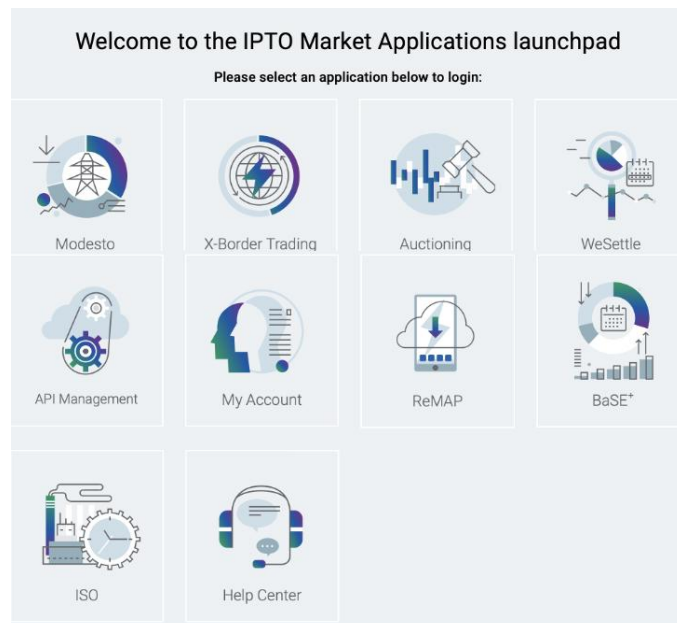 Welcome to the IPTO Market Applications launchpad
Please select an application below to login:
Modesto
X-Border Trading
Auctioning
WeSettle
API Management
My Account
ReMAP
BaSE⁺
ISO
Help Center